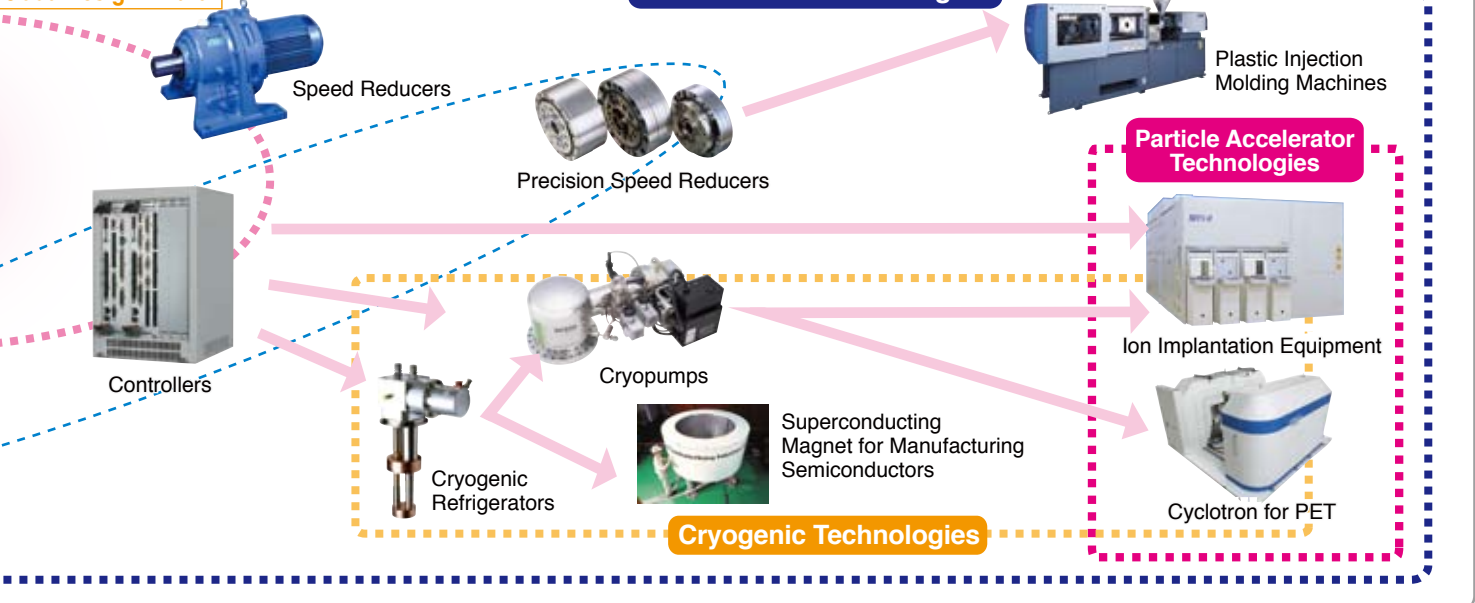 Speed Reducers
Plastic Injection
Molding Machines
Particle Accelerator
Technologies
Precision Speed Reducers
Ion Implantation Equipment
Controllers
Cryopumps
Superconducting
Magnet for Manufacturing
Semiconductors
Cryogenic
Refrigerators
Cyclotron for PET
Cryogenic Technologies